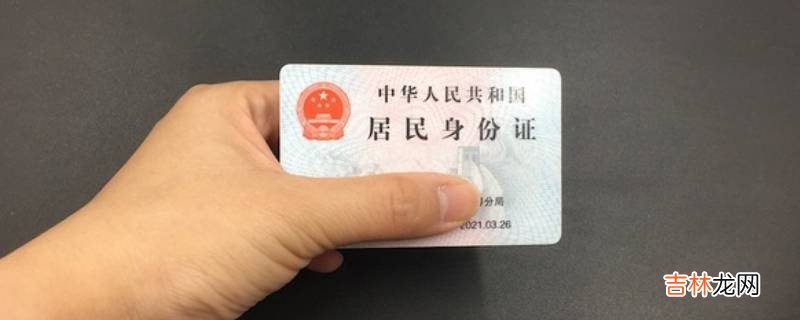 中华人民共和国
居民身份证
分局
2021.03.26
吉林龙网